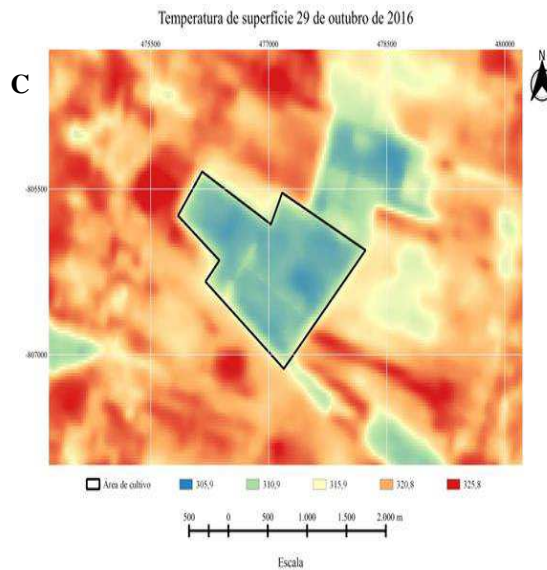 Temperatura de superfície 29 de outubro de 2016
C
475500 477000 478500 480000
N
-805500
-807000
Área de cultivo 305,9 310,9 315,9 320,8 325,8
500 0 500 1.000 1.500 2.000 m
Escala